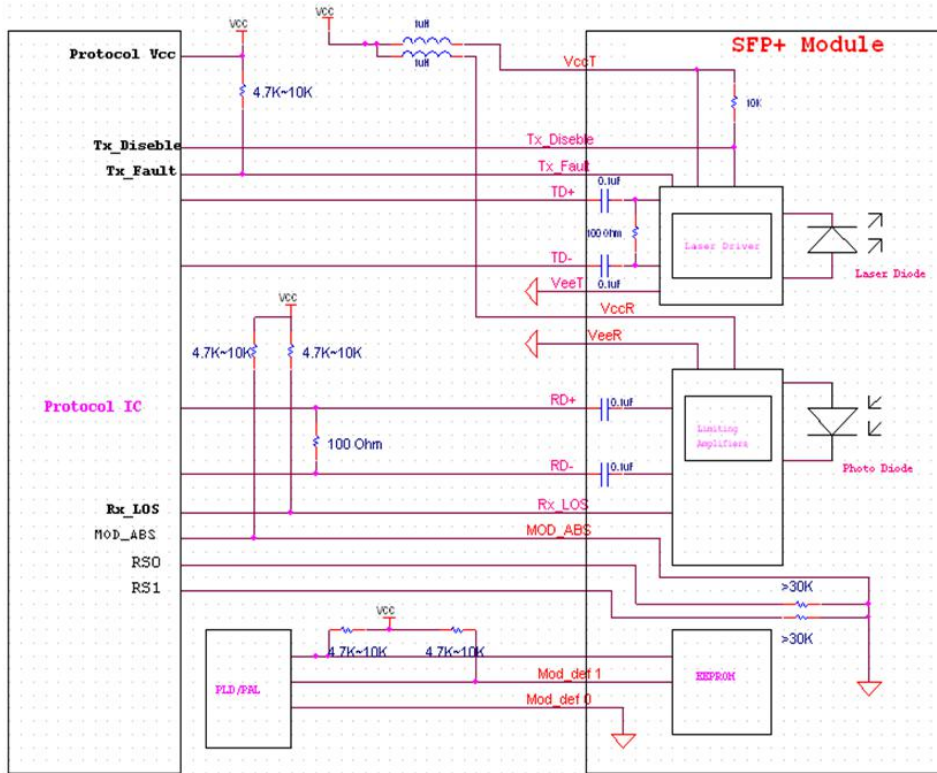 Vcc
Vcc
1uH
1uH
SFP+ Module
Protocol Vcc
VccT
4.7K~10K
10K
Tx_Diseble
Tx_Diseble
Tx_Fault
Tx_Fault
TD+
0.1uf
100 Ohm
Laser Driver
TD-
0.1uf
Laser Diode
VeeT
VCC
VccR
VeeR
4.7K~10K
4.7K~10K
Protocol IC
RD+
0.1uf
Limiting
Amplifiers
100 Ohm
RD-
0.1uf
Photo Diode
Rx_LOS
Rx_LOS
MOD_ABS
MOD_ABS
RS0
>30K
RS1
VCC
>30K
4.7K~10K
4.7K~10K
PLD/PAL
Mod_def 1
EEPROM
Mod_def 0